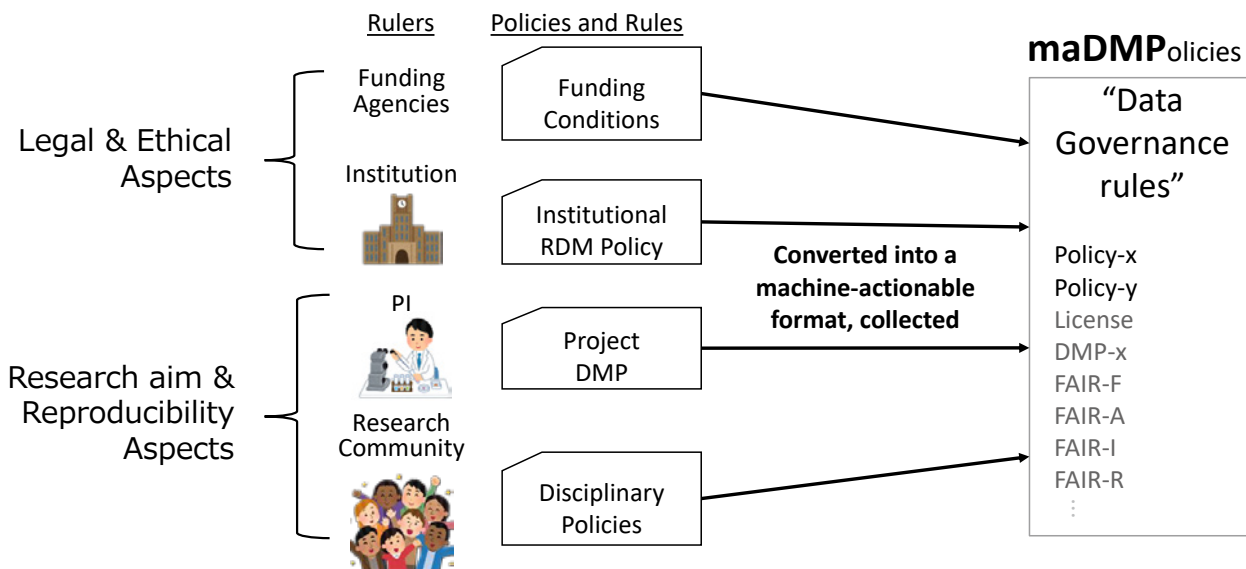 Rulers
Policies and Rules
Legal & Ethical
Aspects
Funding
Agencies
Funding
Conditions
Institution
Institutional
RDM Policy
Research aim &
Reproducibility
Aspects
PI
Project
DMP
Research
Community
Disciplinary
Policies
Converted into a
machine-actionable
format, collected
maDMPolicies
“Data
Governance
rules”
Policy-x
Policy-y
License
DMP-x
FAIR-F
FAIR-A
FAIR-I
FAIR-R
⋮